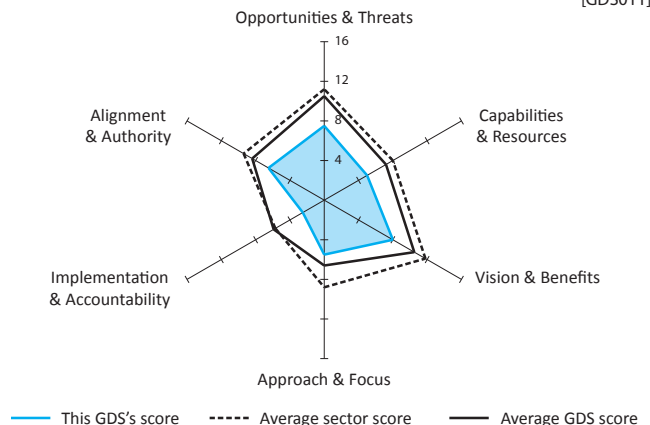 [GDS011]
Opportunities & Threats
16
12
8
4
Alignment
& Authority
Capabilities
& Resources
Implementation
& Accountability
Vision & Benefits
Approach & Focus
This GDS's score
Average sector score
Average GDS score